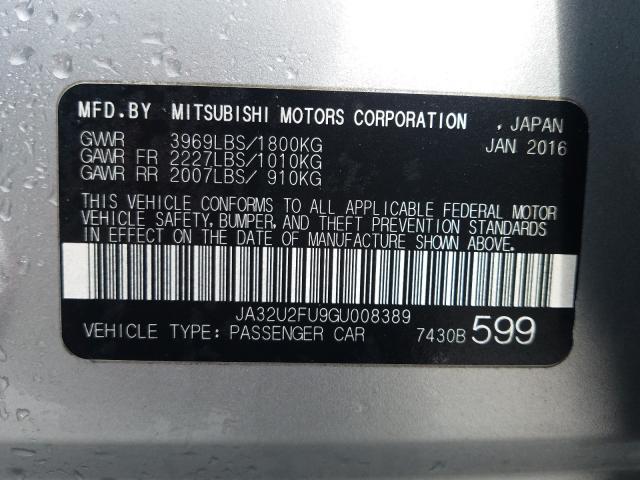 MFD.BY MITSUBISHI MOTORS CORPORATION , JAPAN
GVWR 3969LBS/1800KG JAN 2016
GAWR FR 2227LBS/1010KG
GAWR RR 2007LBS/ 910KG
THIS VEHICLE CONFORMS TO ALL APPLICABLE FEDERAL MOTOR
VEHICLE SAFETY, BUMPER, AND THEFT PREVENTION STANDARDS
IN EFFECT ON THE DATE OF MANUFACTURE SHOWN ABOVE.
JA32U2FU9GU008389
VEHICLE TYPE: PASSENGER CAR 7430B 599